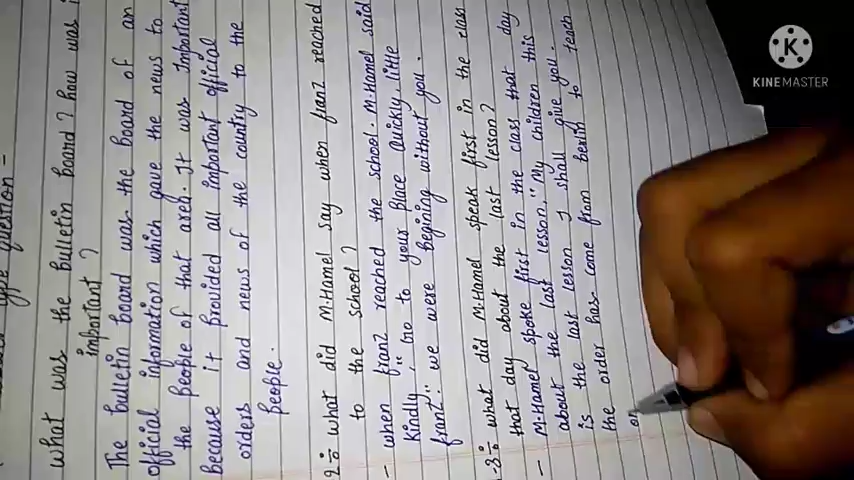 type question -
what was the bulletin board? how was i
important?
The bulletin board was the board of an
official information which gave the news to
the people of that area. It was Important
because it provided all important official
orders and news of the country to the
people.
2÷ what did M.Hamel say when franz reached
to the school?
- when franz reached the school. M.Hamel said
kindly, "Go to your place quickly, little
franz." we were begining without you.
3÷ what did M.Hamel speak first in the class
that day about the last lesson?
- M.Hamel spoke first in the class that day
about the last lesson," My children this
is the last lesson I shall give you.
the order has come from berlin to teach
o
KINEMASTER